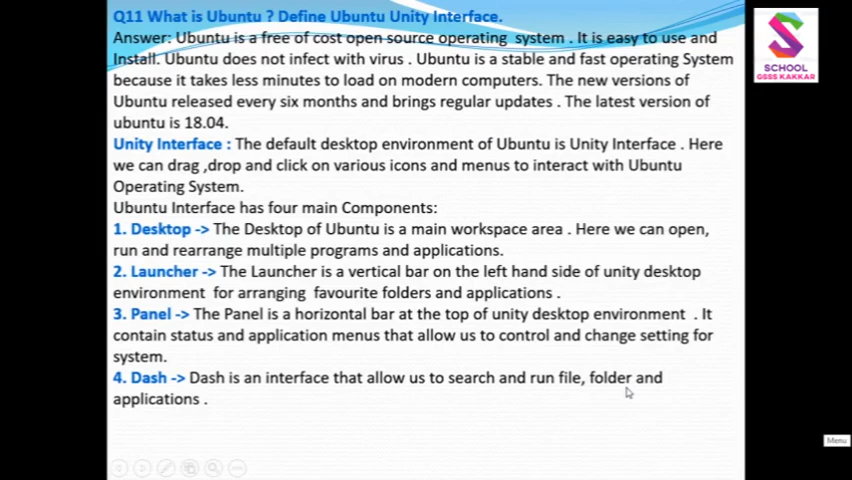 Q11 What is Ubuntu ? Define Ubuntu Unity Interface.
Answer: Ubuntu is a free of cost open source operating system . It is easy to use and
Install. Ubuntu does not infect with virus . Ubuntu is a stable and fast operating System
because it takes less minutes to load on modern computers. The new versions of
Ubuntu released every six months and brings regular updates . The latest version of
ubuntu is 18.04.
Unity Interface : The default desktop environment of Ubuntu is Unity Interface . Here
we can drag ,drop and click on various icons and menus to interact with Ubuntu
Operating System.
Ubuntu Interface has four main Components:
1. Desktop -> The Desktop of Ubuntu is a main workspace area . Here we can open,
run and rearrange multiple programs and applications.
2. Launcher -> The Launcher is a vertical bar on the left hand side of unity desktop
environment for arranging favourite folders and applications .
3. Panel -> The Panel is a horizontal bar at the top of unity desktop environment . It
contain status and application menus that allow us to control and change setting for
system.
4. Dash -> Dash is an interface that allow us to search and run file, folder and
applications .
SCHOOL
GSSS KAKKAR
Menu